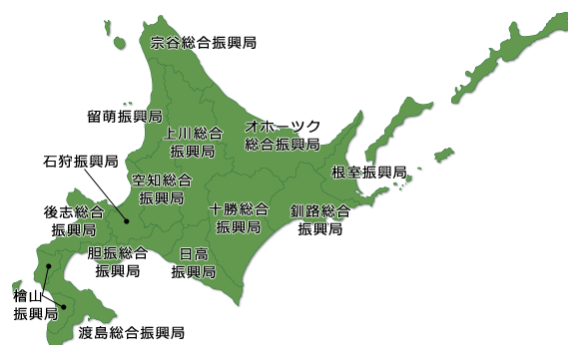 宗谷総合振興局
留萌振興局
上川総合
振興局
オホーツク
総合振興局
石狩振興局
空知総合
振興局
根室振興局
後志総合
振興局
十勝総合
振興局
釧路総合
振興局
胆振総合
振興局
日高
振興局
檜山
振興局
渡島総合振興局